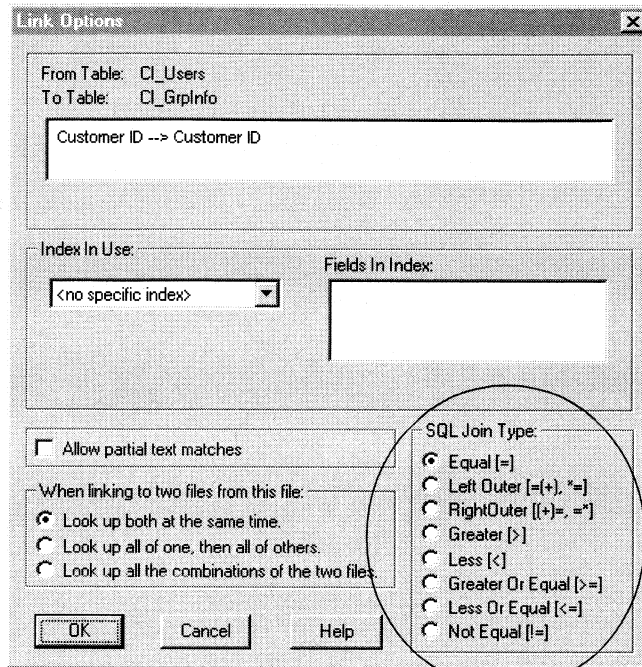 Link Options
From Table: CI_Users
To Table: CI_GrpInfo
Customer ID --> Customer ID
Index In Use:
<no specific index>
Fields In Index:
Allow partial text matches
When linking to two files from this file:
Look up both at the same time.
Look up all of one, then all of others.
Look up all the combinations of the two files.
SQL Join Type:
Equal [=]
Left Outer [=(+), *=]
RightOuter [(+)=, =*]
Greater [>]
Less [<]
Greater Or Equal [>=]
Less Or Equal [<=]
Not Equal [!=]
OK
Cancel
Help